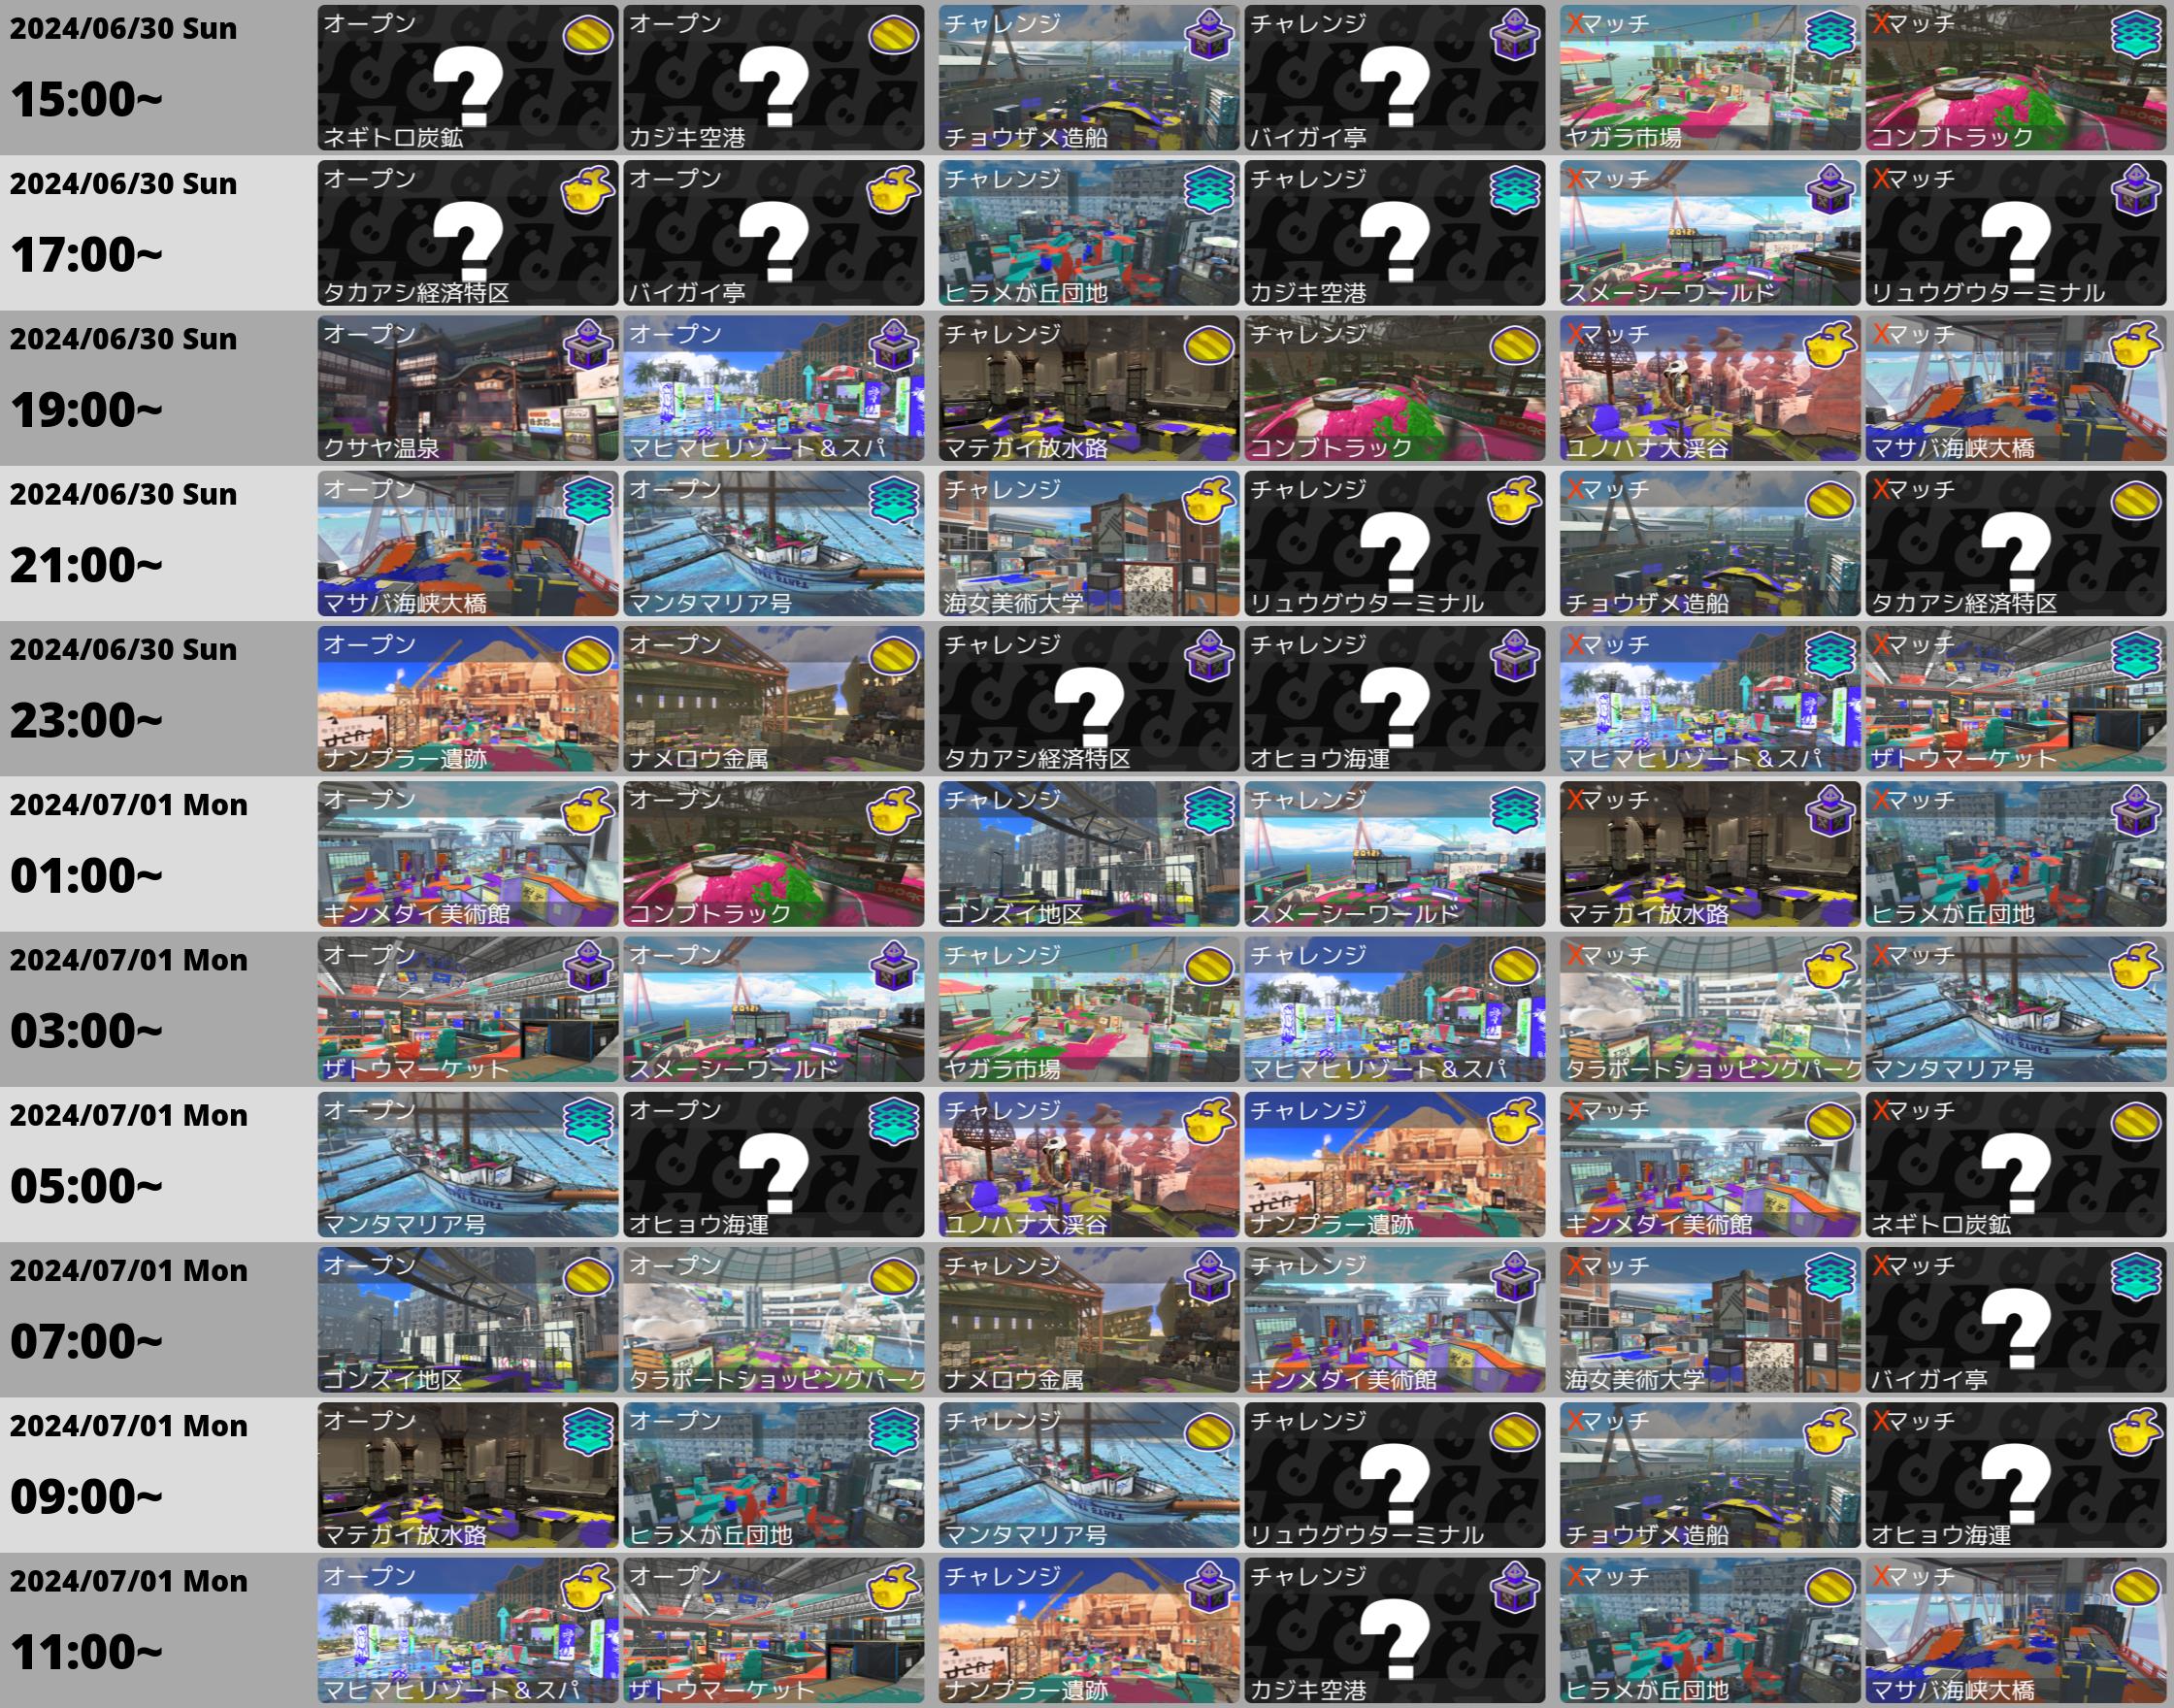 2024/06/30 Sun
15:00~
オープン
ネギトロ炭鉱
オープン
カジキ空港
チャレンジ
チョウザメ造船
チャレンジ
?
バイガイ亭
Xマッチ
ヤガラ市場
Xマッチ
コンブトラック
2024/06/30 Sun
17:00~
オープン
タカアシ経済特区
オープン
バイガイ亭
チャレンジ
ヒラメが丘団地
チャレンジ
カジキ空港
Xマッチ
スメーシーワールド
Xマッチ
リュウグウターミナル
2024/06/30 Sun
19:00~
オープン
クサヤ温泉
オープン
マヒマヒリゾート&スパ
チャレンジ
マテガイ放水路
チャレンジ
コンブトラック
Xマッチ
ユノハナ大渓谷
Xマッチ
マサバ海峡大橋
2024/06/30 Sun
21:00~
オープン
マサバ海峡大橋
オープン
マンタマリア号
チャレンジ
海女美術大学
チャレンジ
リュウグウターミナル
Xマッチ
チョウザメ造船
Xマッチ
タカアシ経済特区
2024/06/30 Sun
23:00~
オープン
ナンプラー遺跡
オープン
ナメロウ金属
チャレンジ
タカアシ経済特区
チャレンジ
オヒョウ海運
Xマッチ
マヒマヒリゾート&スパ
Xマッチ
ザトウマーケット
2024/07/01 Mon
01:00~
オープン
キンメダイ美術館
オープン
コンブトラック
チャレンジ
ゴンズイ地区
チャレンジ
スメーシーワールド
Xマッチ
マテガイ放水路
Xマッチ
ヒラメが丘団地
2024/07/01 Mon
03:00~
オープン
ザトウマーケット
オープン
スメーシーワールド
チャレンジ
ヤガラ市場
チャレンジ
マヒマヒリゾート&スパ
Xマッチ
タラポートショッピングパーク
Xマッチ
マンタマリア号
2024/07/01 Mon
05:00~
オープン
マンタマリア号
オープン
オヒョウ海運
チャレンジ
ユノハナ大渓谷
チャレンジ
ナンプラー遺跡
Xマッチ
キンメダイ美術館
Xマッチ
ネギトロ炭鉱
2024/07/01 Mon
07:00~
オープン
ゴンズイ地区
オープン
タラポートショッピングパーク
チャレンジ
ナメロウ金属
チャレンジ
キンメダイ美術館
Xマッチ
海女美術大学
Xマッチ
バイガイ亭
2024/07/01 Mon
09:00~
オープン
マテガイ放水路
オープン
ヒラメが丘団地
チャレンジ
マンタマリア号
チャレンジ
リュウグウターミナル
Xマッチ
チョウザメ造船
Xマッチ
オヒョウ海運
2024/07/01 Mon
11:00~
オープン
マヒマヒリゾート&スパ
オープン
ザトウマーケット
チャレンジ
ナンプラー遺跡
チャレンジ
カジキ空港
Xマッチ
ヒラメが丘団地
Xマッチ
マサバ海峡大橋